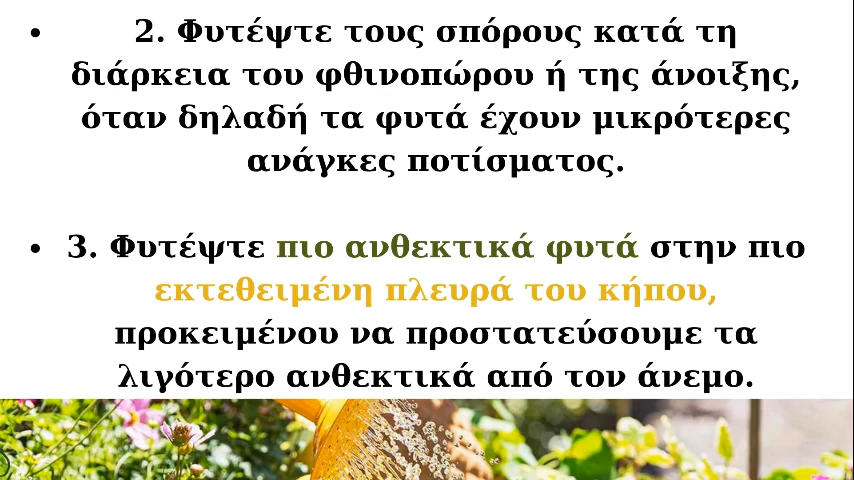 • 2. Φυτέψτε τους σπόρους κατά τη
διάρκεια του φθινοπώρου ή της άνοιξης,
όταν δηλαδή τα φυτά έχουν μικρότερες
ανάγκες ποτίσματος.
• 3. Φυτέψτε πιο ανθεκτικά φυτά στην πιο
εκτεθειμένη πλευρά του κήπου,
προκειμένου να προστατεύσουμε τα
λιγότερο ανθεκτικά από τον άνεμο.